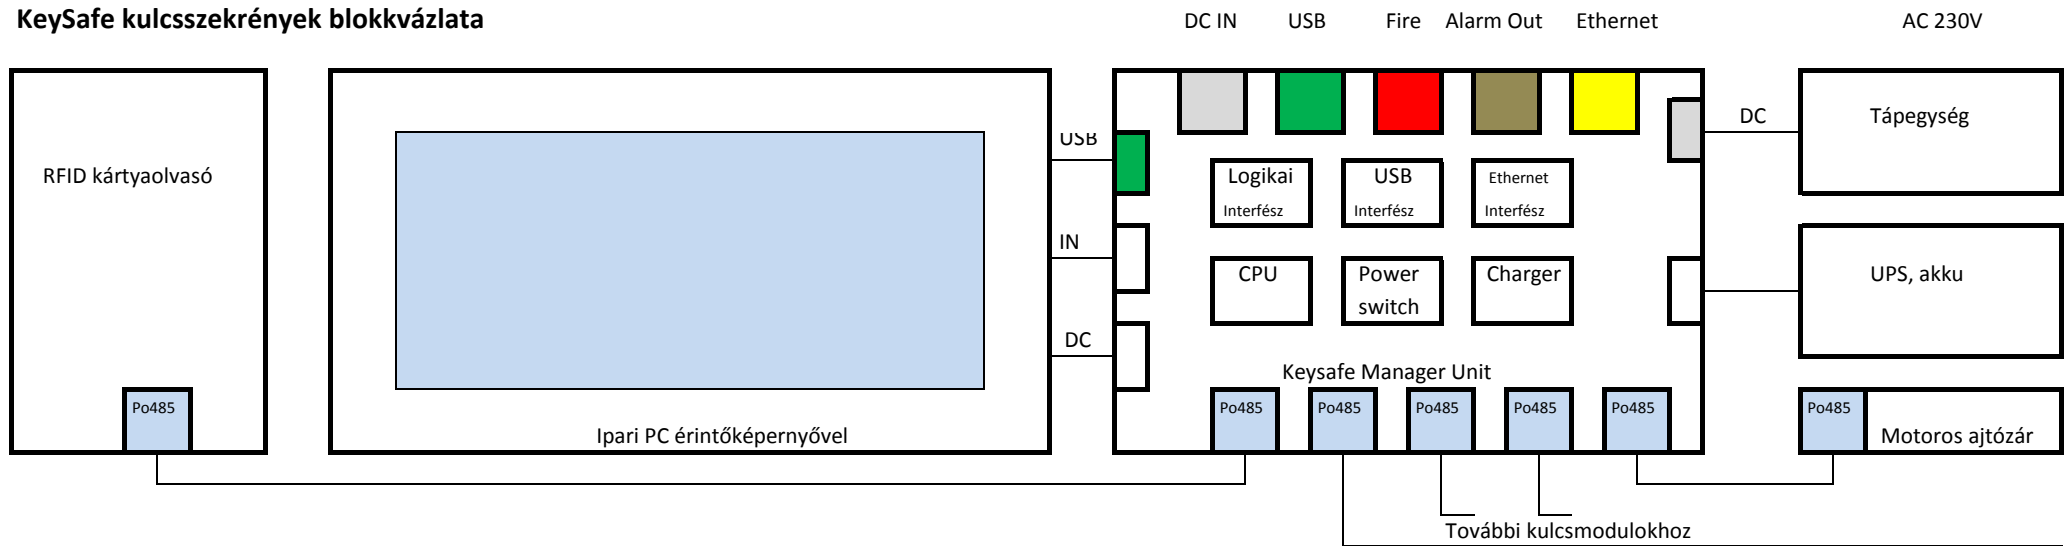 KeySafe kulcsszekrények blokkvázlata
DC IN USB Fire Alarm Out Ethernet AC 230V
RFID kártyaolvasó
Ipari PC érintőképernyővel
USB
IN
DC
Logikai
Interfész
USB
Interfész
Ethernet
Interfész
CPU
Power
switch
Charger
Keysafe Manager Unit
DC
Tápegység
UPS, akku
Motoros ajtózár
Po485
Po485
Po485
Po485
Po485
Po485
Po485
További kulcsmodulokhoz